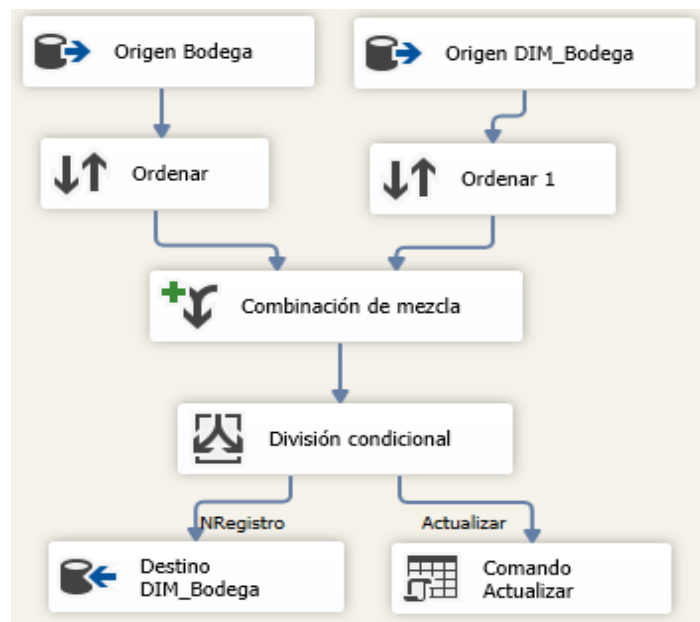 Origen Bodega
Origen DIM_Bodega
Ordenar
Ordenar 1
Combinación de mezcla
División condicional
NRegistro
Actualizar
Destino
DIM_Bodega
Comando
Actualizar